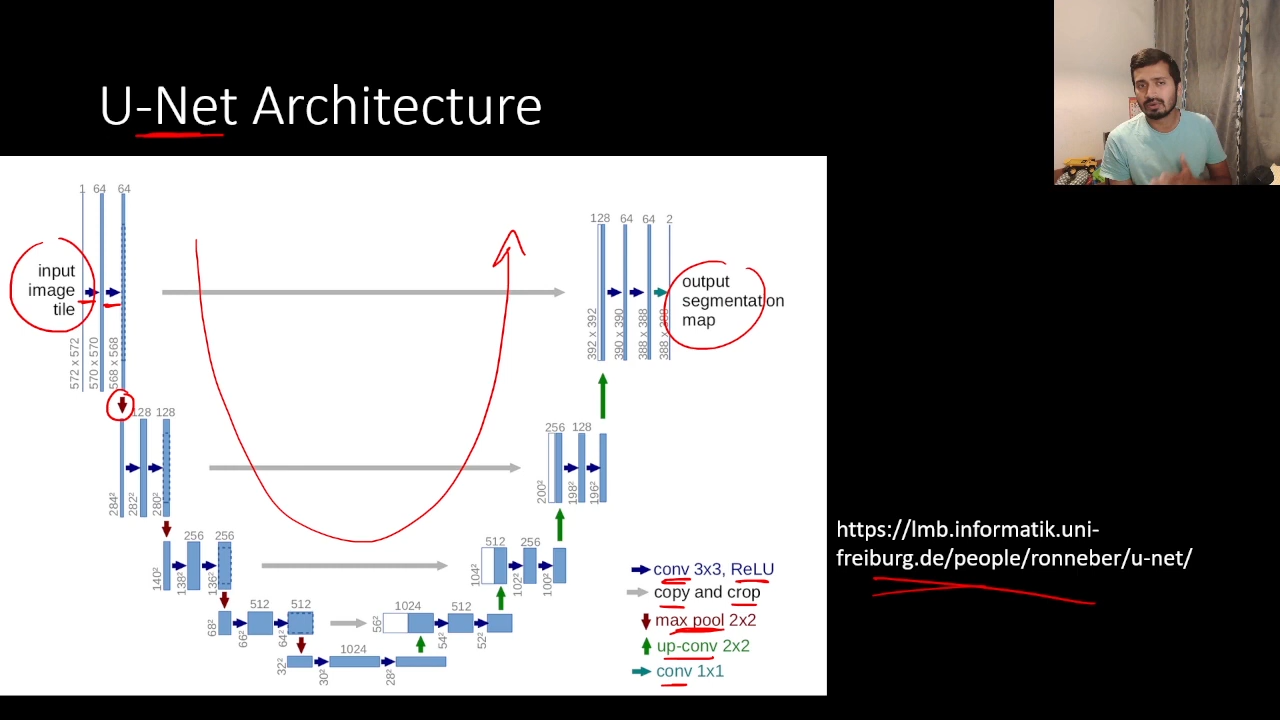 U-Net Architecture
1 64 64
128 64 64 2
input
image
tile
output
segmentation
map
572 x 572
570 x 570
568 x 568
392 x 392
390 x 390
388 x 388
388 x 388
128 128
256 128
284²
282²
280²
200²
198²
196²
256 256
512 256
140²
138²
136²
104²
102²
100²
512 512
1024 512
68²
66²
64²
56²
54²
52²
1024
32²
30²
28²
conv 3x3, ReLU
copy and crop
max pool 2x2
up-conv 2x2
conv 1x1
https://lmb.informatik.uni-
freiburg.de/people/ronneber/u-net/